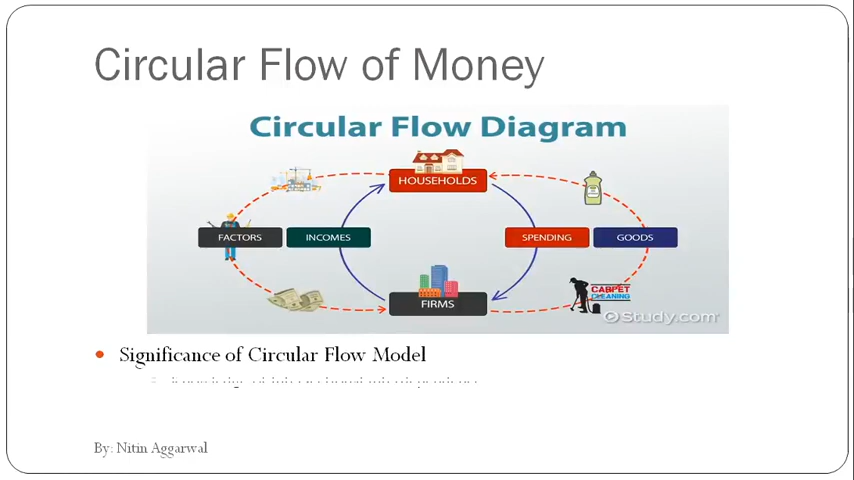 Circular Flow of Money
Circular Flow Diagram
HOUSEHOLDS
FACTORS
INCOMES
SPENDING
GOODS
FIRMS
CARPET
CLEANING
Study.com
Significance of Circular Flow Model
By: Nitin Aggarwal